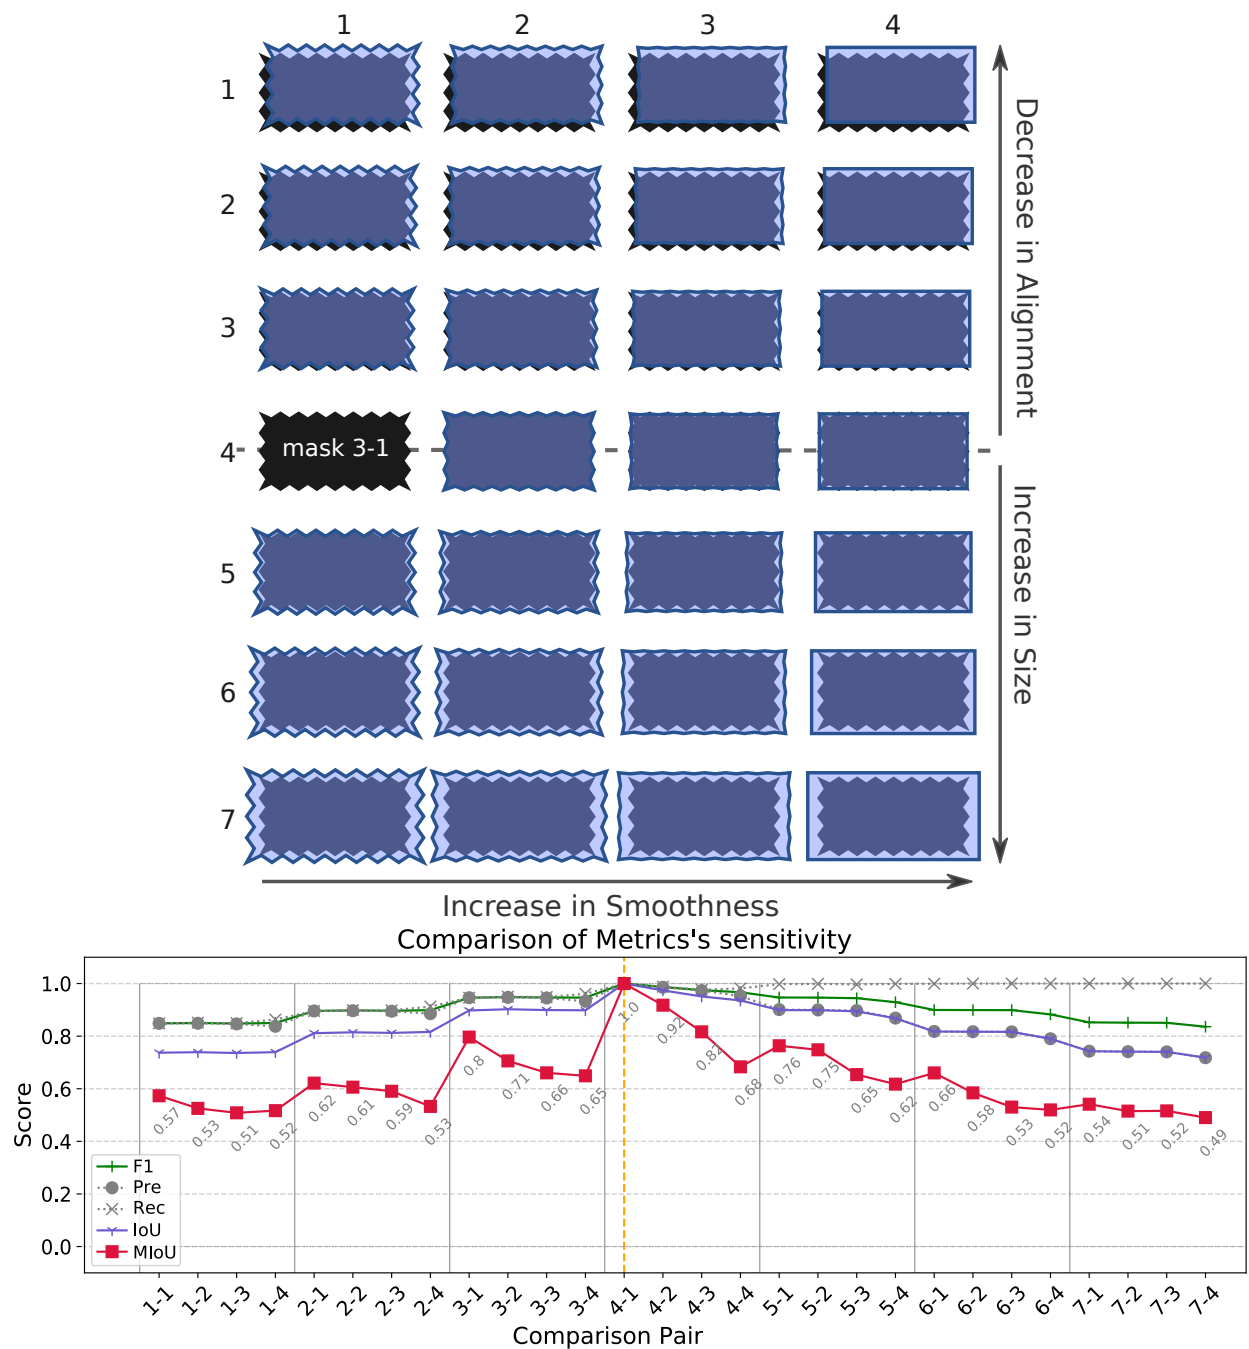 1 2 3 4
1
2
3
4
mask 3-1
5
6
7
Decrease in Alignment
Increase in Size
Increase in Smoothness
Comparison of Metrics's sensitivity
Score
1.0
0.8
0.6
0.4
0.2
0.0
0.57 0.53 0.51 0.52 0.62 0.61 0.59 0.53 0.8 0.71 0.66 0.65 1.0 0.92 0.82 0.68 0.76 0.75 0.65 0.62 0.66 0.58 0.53 0.52 0.54 0.51 0.52 0.49
F1
Pre
Rec
IoU
MIoU
1-1 1-2 1-3 1-4 2-1 2-2 2-3 2-4 3-1 3-2 3-3 3-4 4-1 4-2 4-3 4-4 5-1 5-2 5-3 5-4 6-1 6-2 6-3 6-4 7-1 7-2 7-3 7-4
Comparison Pair